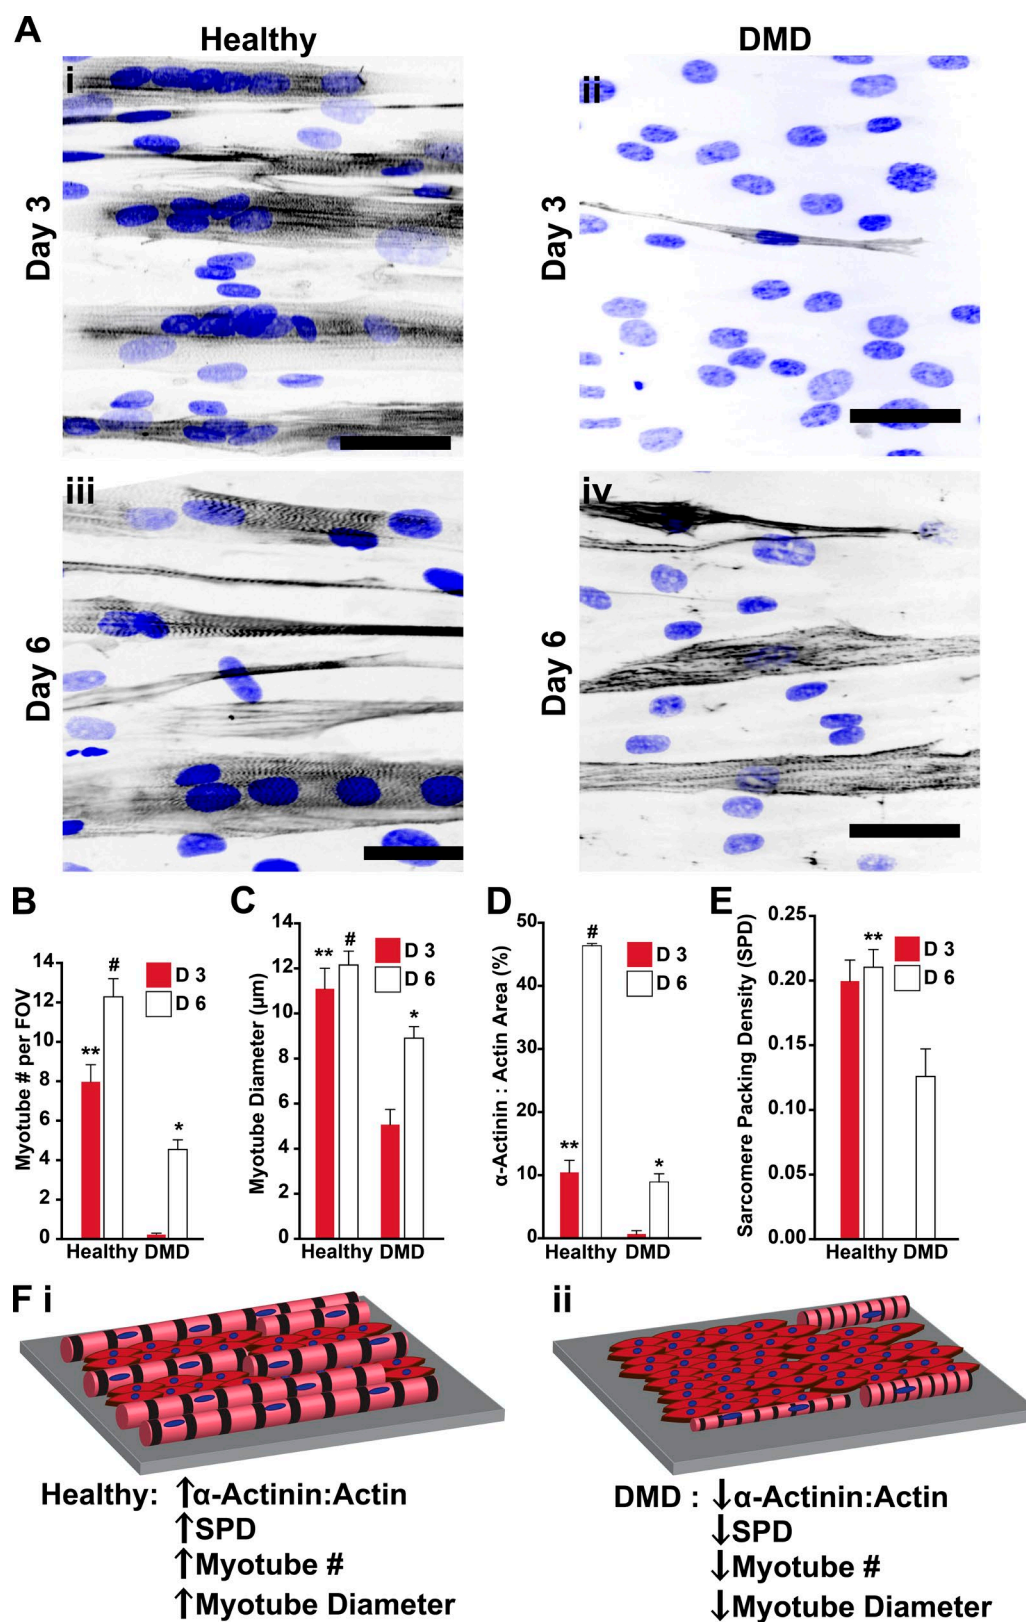 A
Healthy
DMD
i
ii
Day 3
Day 3
iii
iv
Day 6
Day 6
B
Myotube # per FOV
14
12
10
8
6
4
2
0
**
#
*
D 3
D 6
Healthy DMD
C
Myotube Diameter (µm)
14
12
10
8
6
4
2
0
**
#
*
D 3
D 6
Healthy DMD
D
α-Actinin : Actin Area (%)
50
40
30
20
10
0
**
#
*
D 3
D 6
Healthy DMD
E
Sarcomere Packing Density (SPD)
0.25
0.20
0.15
0.10
0.05
0.00
**
D 3
D 6
Healthy DMD
F i
ii
Healthy: ↑α-Actinin:Actin
↑SPD
↑Myotube #
↑Myotube Diameter
DMD : ↓α-Actinin:Actin
↓SPD
↓Myotube #
↓Myotube Diameter